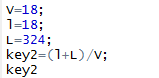 V=18;
l=18;
L=324;
key2=(l+L)/V;
key2